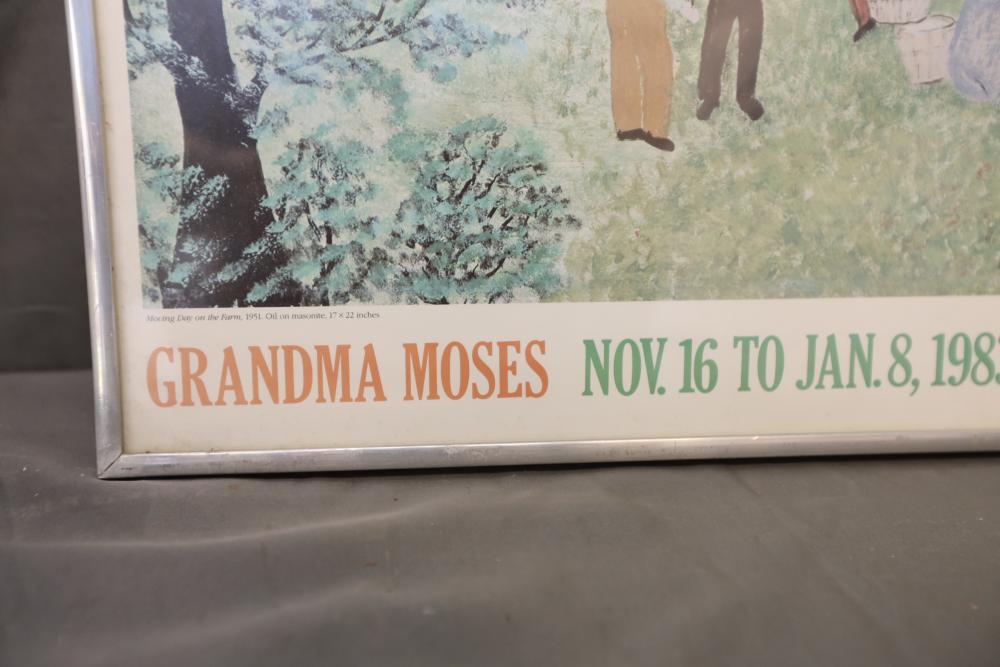 Moving Day on the Farm, 1951. Oil on masonite, 17 × 22 inches
GRANDMA MOSES NOV. 16 TO JAN. 8, 1983